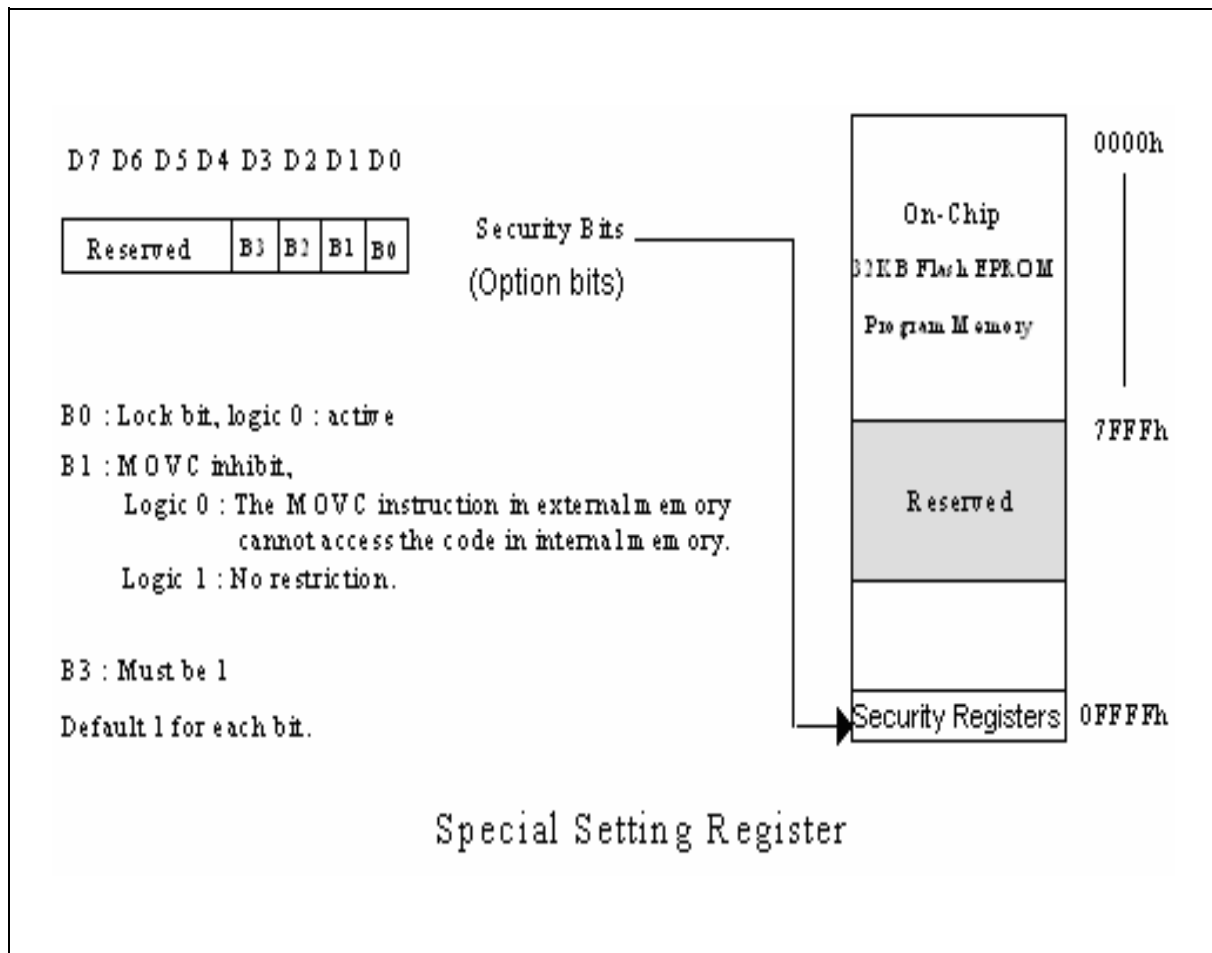 D7 D6 D5 D4 D3 D2 D1 D0
Reserved B3 B2 B1 B0
Security Bits
(Option bits)
B0 : Lock bit, logic 0 : active
B1 : MOVC inhibit,
Logic 0 : The MOVC instruction in external memory
cannot access the code in internal memory.
Logic 1 : No restriction.
B3 : Must be 1
Default 1 for each bit.
0000h
On-Chip
32KB Flash EPROM
Program Memory
7FFFh
Reserved
Security Registers
0FFFFh
Special Setting Register